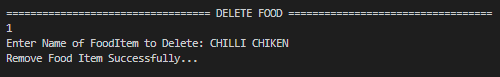 ================================= DELETE FOOD =================================
1
Enter Name of FoodItem to Delete: CHILLI CHIKEN
Remove Food Item Successfully...